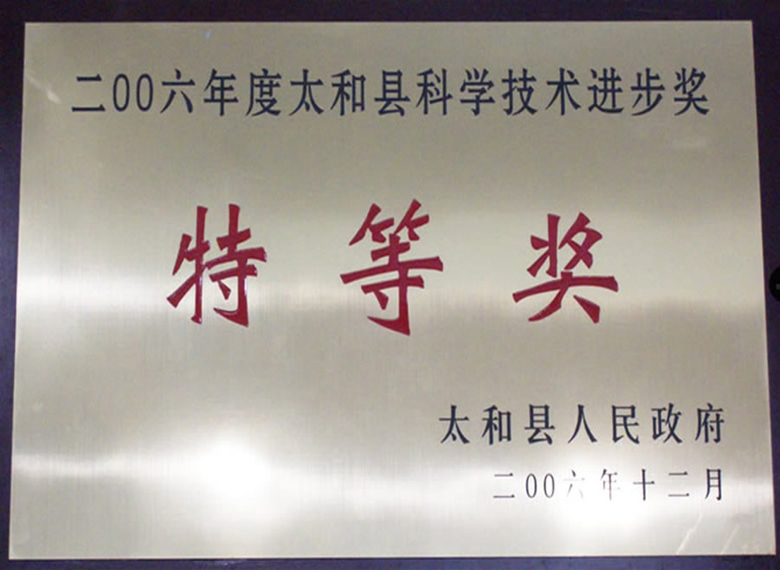 二00六年度太和县科学技术进步奖
特等奖
太和县人民政府
二00六年十二月